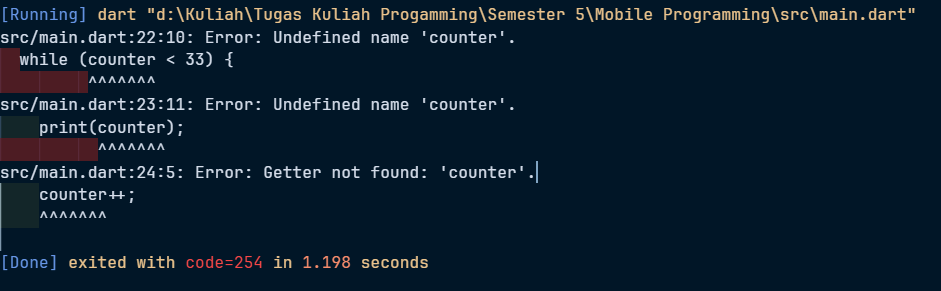 [Running] dart "d:\Kuliah\Tugas Kuliah Progamming\Semester 5\Mobile Programming\src\main.dart"
src/main.dart:22:10: Error: Undefined name 'counter'.
  while (counter < 33) {
         ^^^^^^^
src/main.dart:23:11: Error: Undefined name 'counter'.
    print(counter);
          ^^^^^^^
src/main.dart:24:5: Error: Getter not found: 'counter'.
    counter++;
    ^^^^^^^
[Done] exited with code=254 in 1.198 seconds